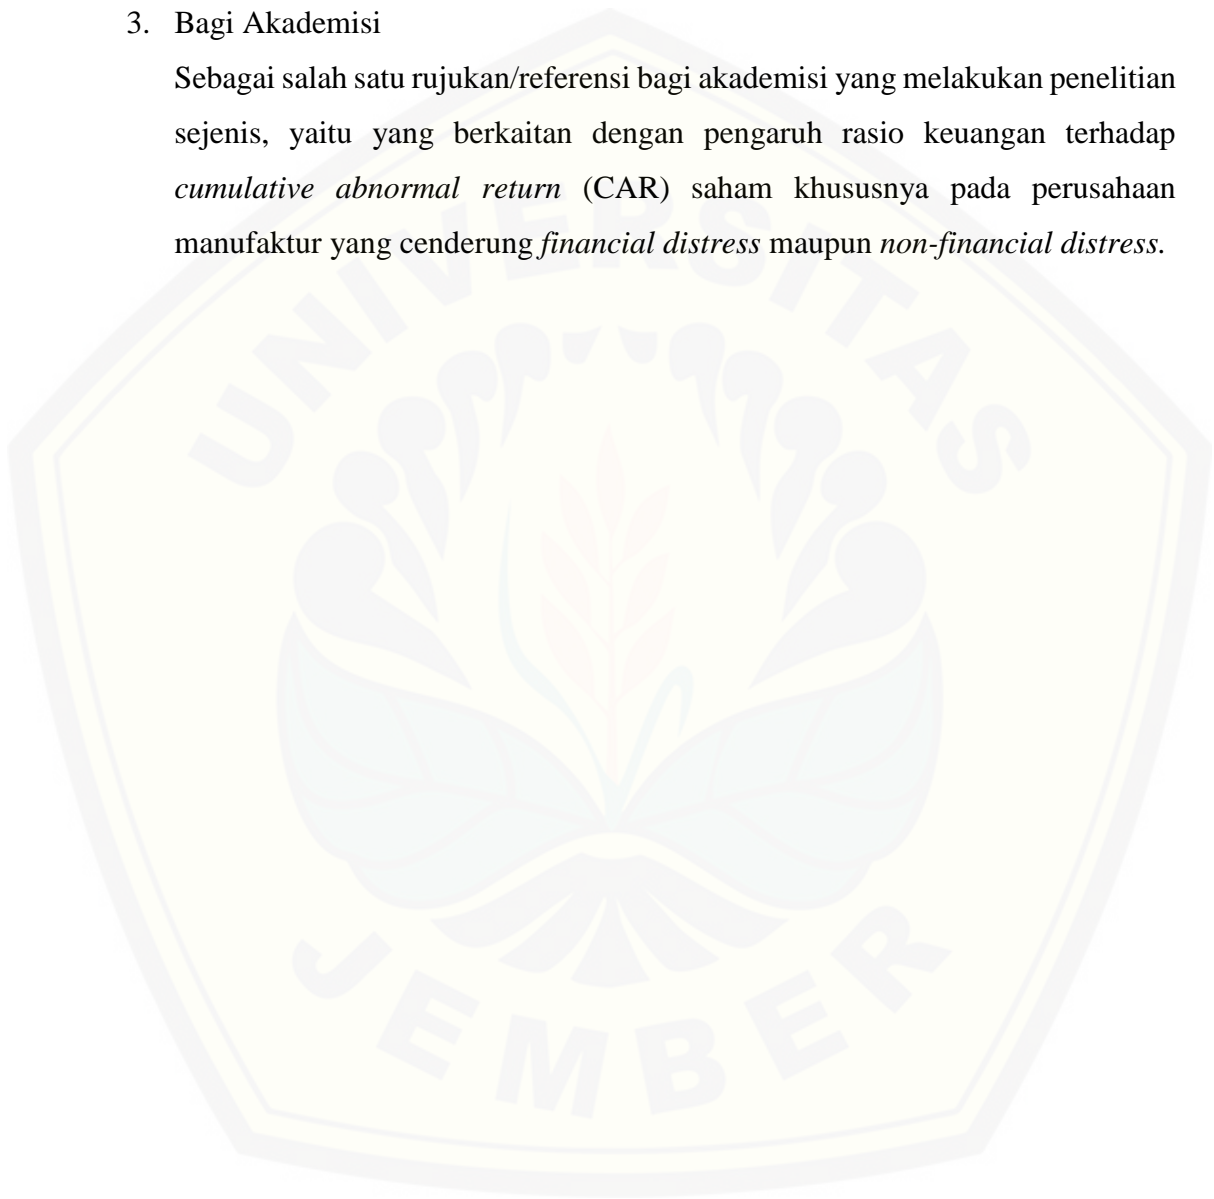 3. Bagi Akademisi
Sebagai salah satu rujukan/referensi bagi akademisi yang melakukan penelitian
sejenis, yaitu yang berkaitan dengan pengaruh rasio keuangan terhadap
cumulative abnormal return (CAR) saham khususnya pada perusahaan
manufaktur yang cenderung financial distress maupun non-financial distress.
UNIVERSITAS
JEMBER